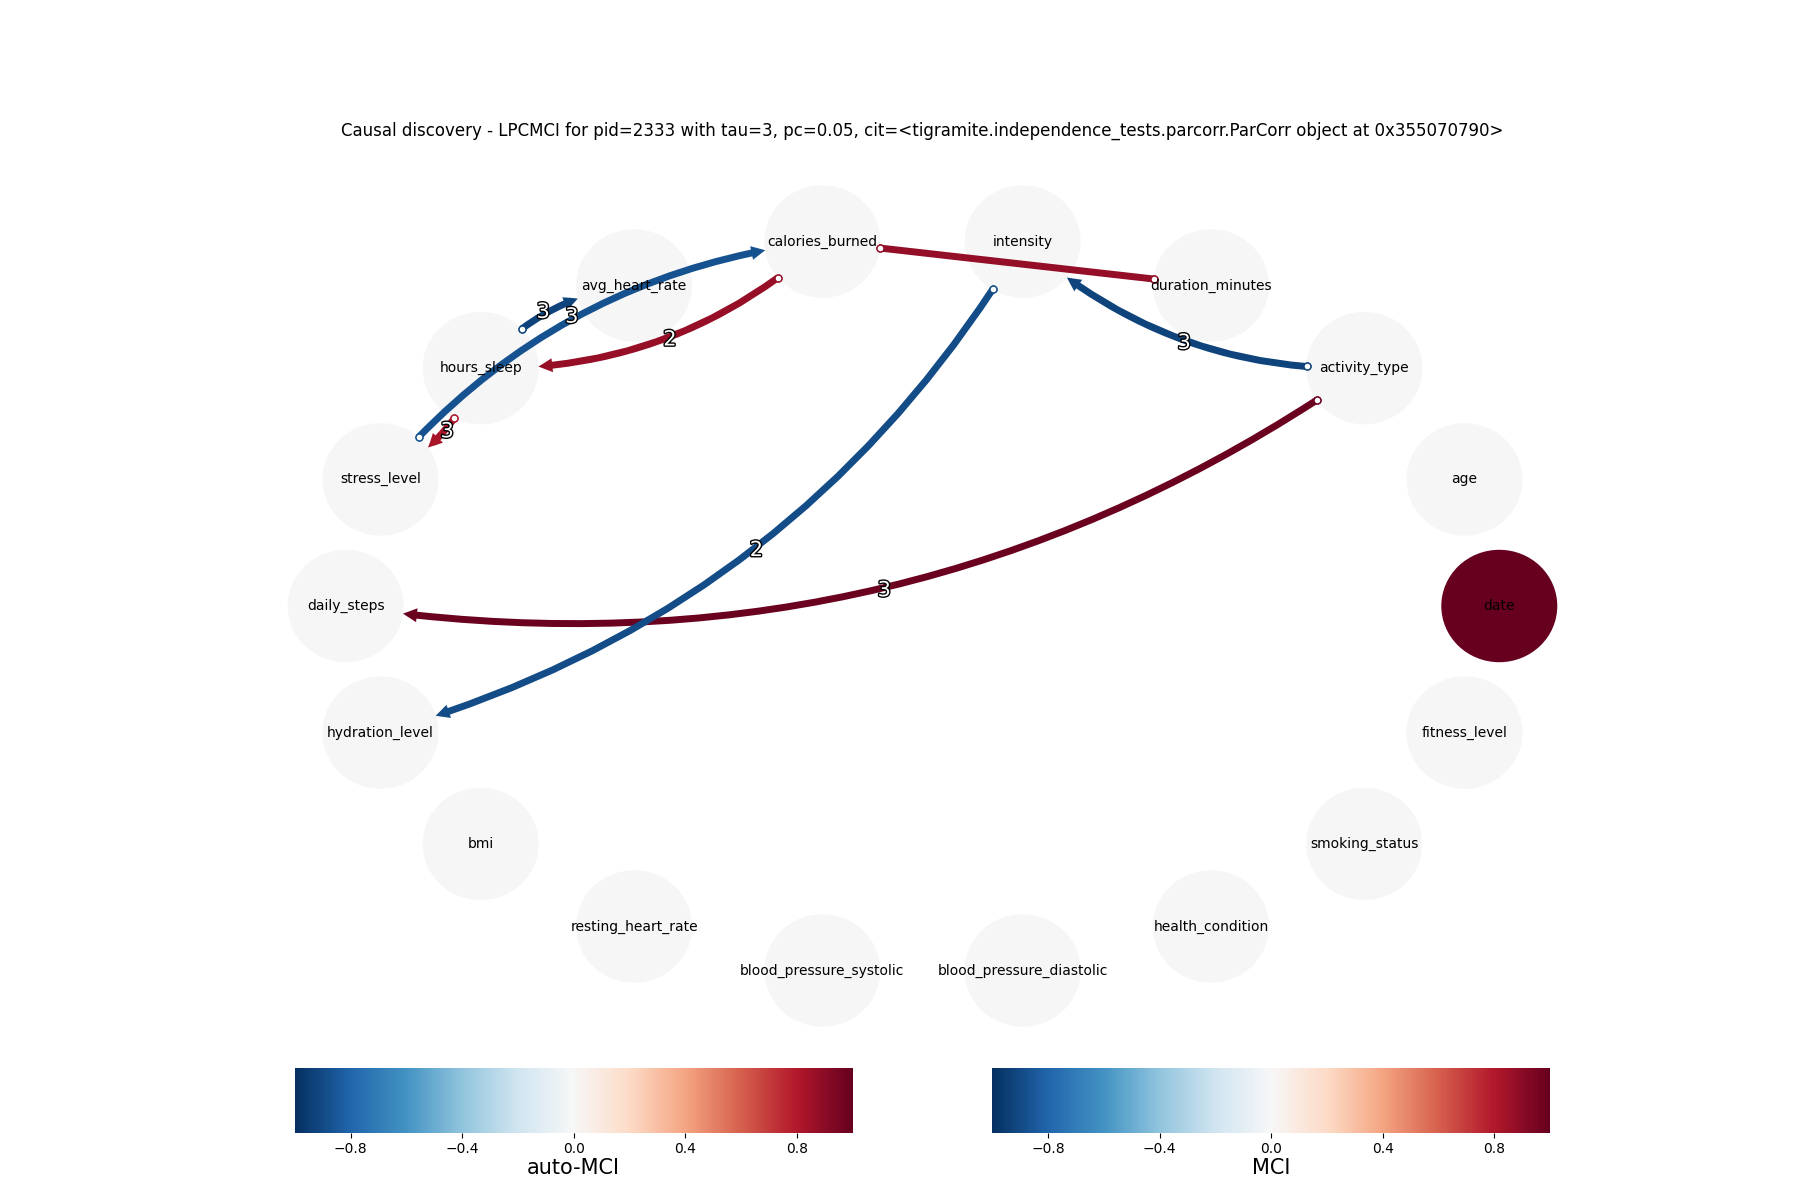 Causal discovery - LPCMCI for pid=2333 with tau=3, pc=0.05, cit=<tigramite.independence_tests.parcorr.ParCorr object at 0x355070790>
calories_burned
intensity
avg_heart_rate
duration_minutes
3
3
2
3
hours_sleep
activity_type
3
stress_level
age
2
3
daily_steps
date
hydration_level
fitness_level
bmi
smoking_status
resting_heart_rate
health_condition
blood_pressure_systolic
blood_pressure_diastolic
−0.8 −0.4 0.0 0.4 0.8
auto-MCI
−0.8 −0.4 0.0 0.4 0.8
MCI